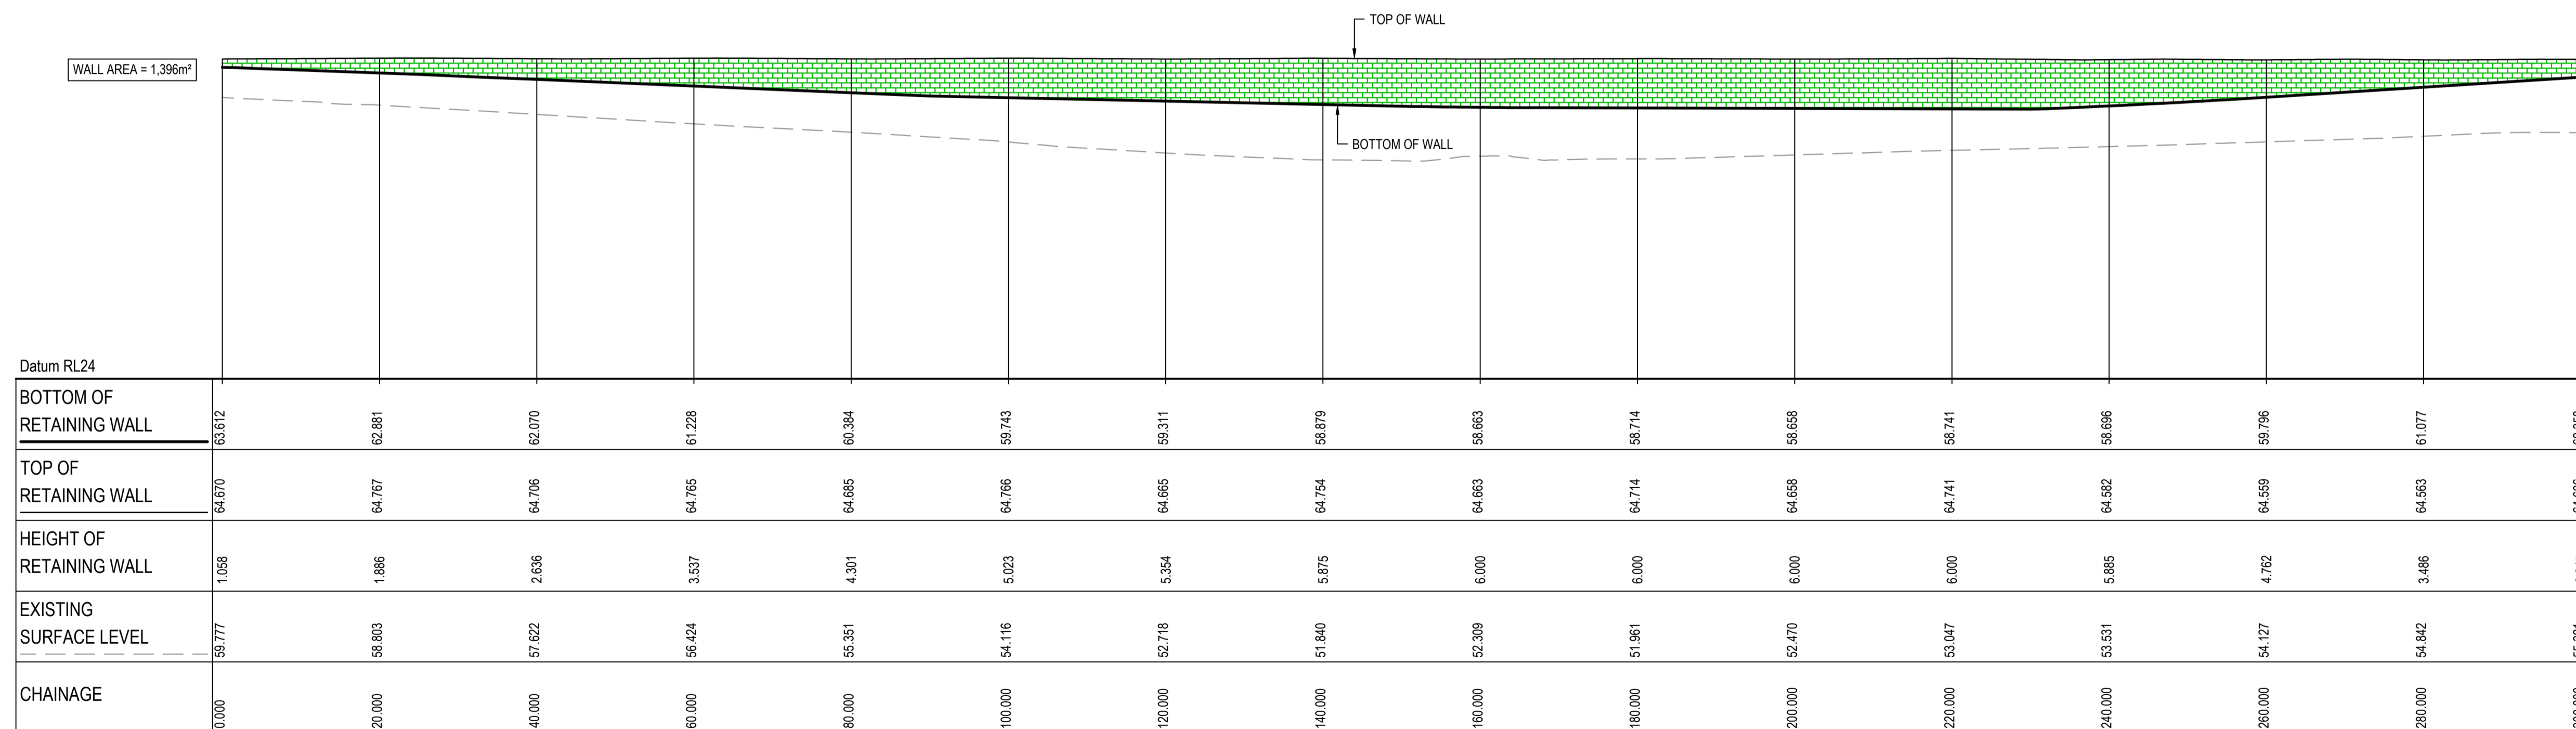 TOP OF WALL
WALL AREA = 1,396m²
BOTTOM OF WALL
Datum RL24
BOTTOM OF
RETAINING WALL
63.612 62.881 62.070 61.228 60.384 59.743 59.311 58.879 58.663 58.714 58.658 58.741 58.696 59.796 61.077
TOP OF
RETAINING WALL
64.670 64.767 64.706 64.765 64.685 64.766 64.665 64.754 64.663 64.714 64.658 64.741 64.582 64.559 64.563
HEIGHT OF
RETAINING WALL
1.058 1.886 2.636 3.537 4.301 5.023 5.354 5.875 6.000 6.000 6.000 6.000 5.885 4.762 3.486
EXISTING
SURFACE LEVEL
59.777 58.803 57.622 56.424 55.351 54.116 52.718 51.840 52.309 51.961 52.470 53.047 53.531 54.127 54.842
CHAINAGE
0.000 20.000 40.000 60.000 80.000 100.000 120.000 140.000 160.000 180.000 200.000 220.000 240.000 260.000 280.000